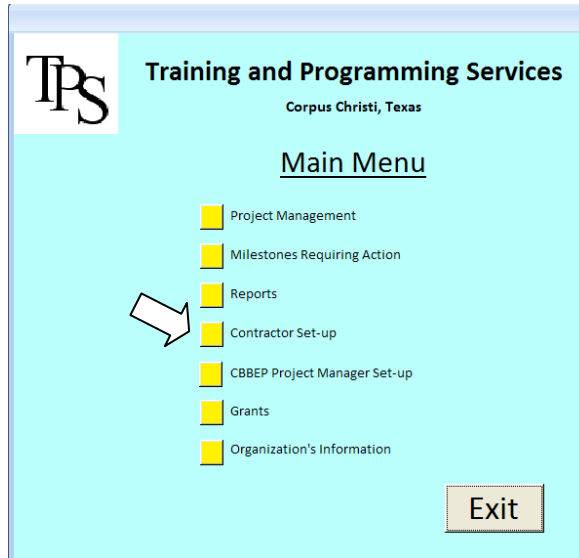 TPS
Training and Programming Services
Corpus Christi, Texas
Main Menu
Project Management
Milestones Requiring Action
Reports
Contractor Set-up
CBBEP Project Manager Set-up
Grants
Organization's Information
Exit